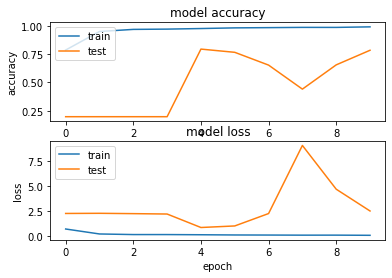 model accuracy
1.00
0.75
0.50
0.25
accuracy
train
test
0 2 4 6 8
model loss
7.5
5.0
2.5
0.0
loss
train
test
0 2 4 6 8
epoch